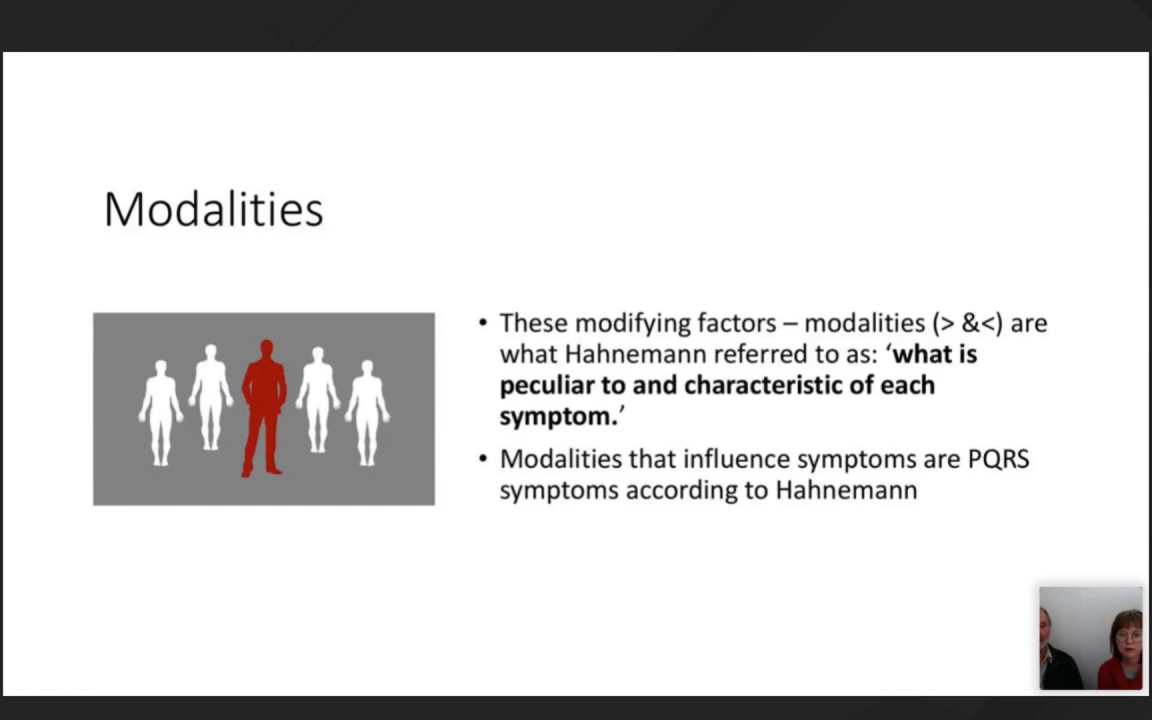 Modalities
• These modifying factors – modalities (> &<) are
what Hahnemann referred to as: ‘what is
peculiar to and characteristic of each
symptom.’
• Modalities that influence symptoms are PQRS
symptoms according to Hahnemann